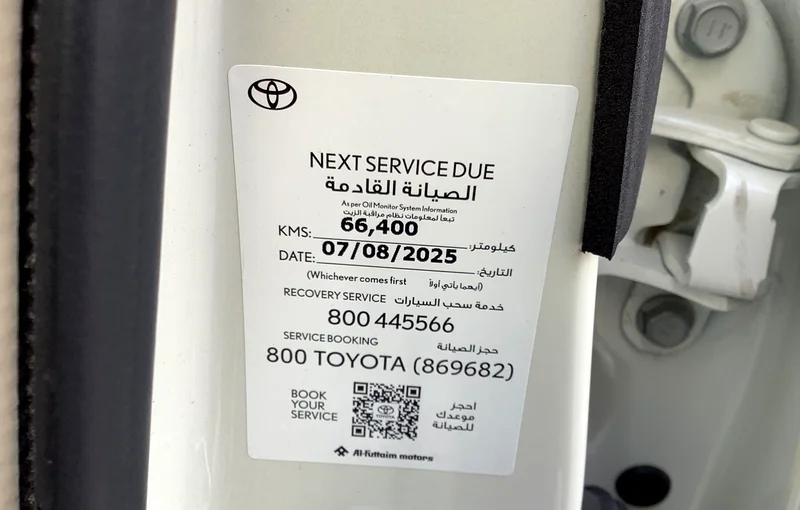 NEXT SERVICE DUE
الصيانة القادمة
As per Oil Monitor System Information
تبعاً لمعلومات نظام مراقبة الزيت
KMS: 66,400 كيلومتر:
DATE: 07/08/2025 التاريخ:
(Whichever comes first أيهما يأتي أولاً)
RECOVERY SERVICE خدمة سحب السيارات
800 445566
SERVICE BOOKING حجز الصيانة
800 TOYOTA (869682)
BOOK
YOUR
SERVICE
TOYOTA
احجز
موعدك
للصيانة
Al-Futtaim motors